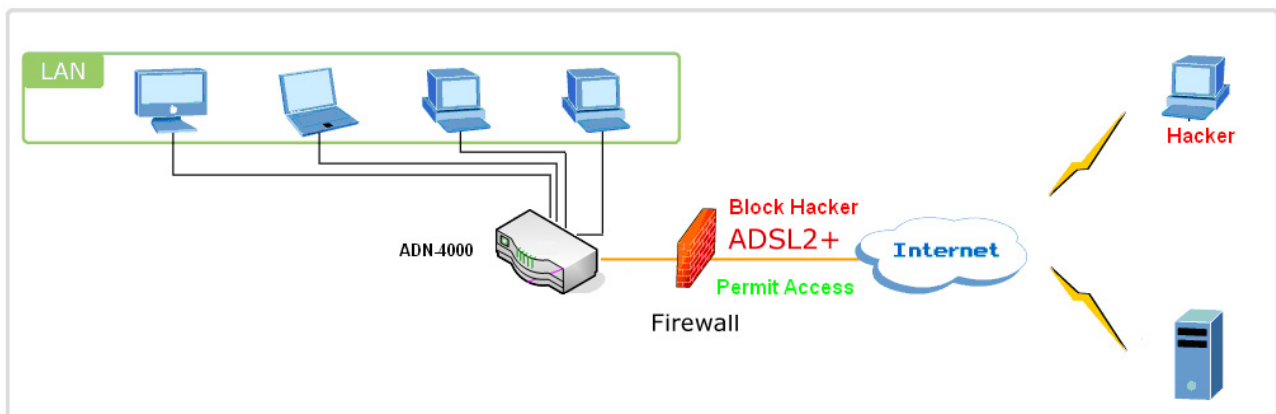 LAN
Hacker
Block Hacker
ADSL2+
ADN-4000
Internet
Permit Access
Firewall